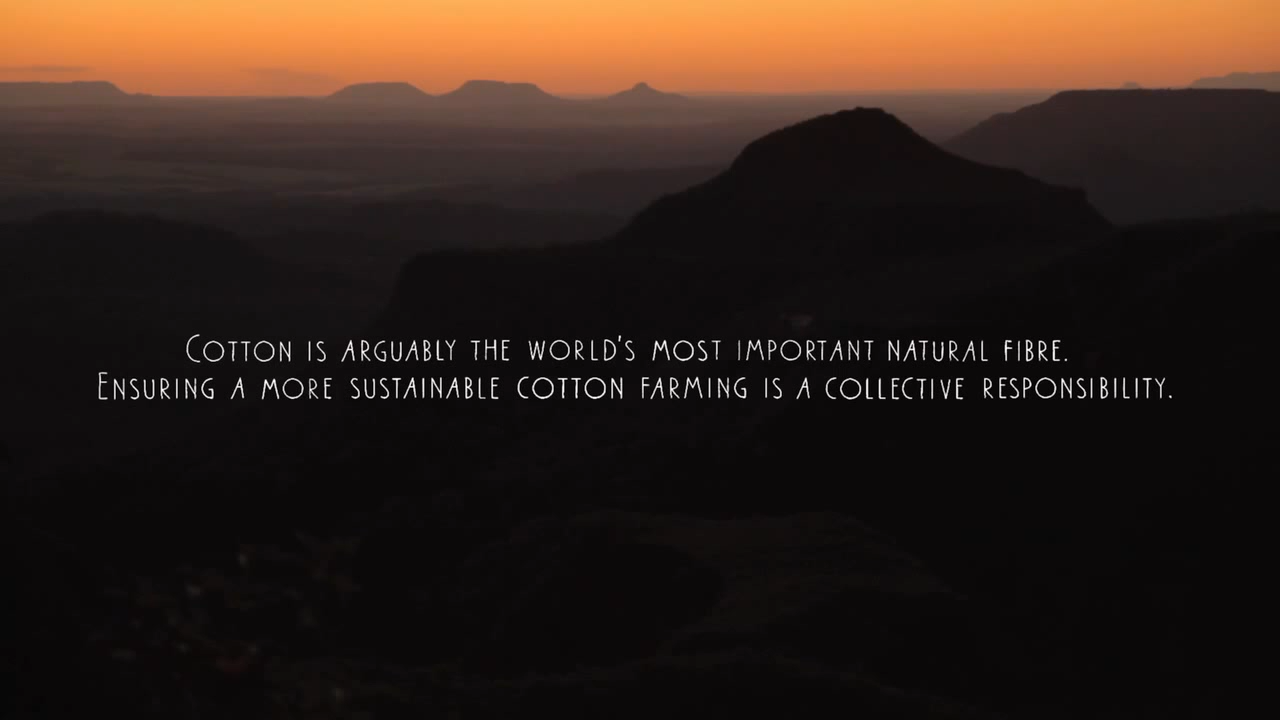 Cotton is arguably the world's most important natural fibre.
Ensuring a more sustainable cotton farming is a collective responsibility.